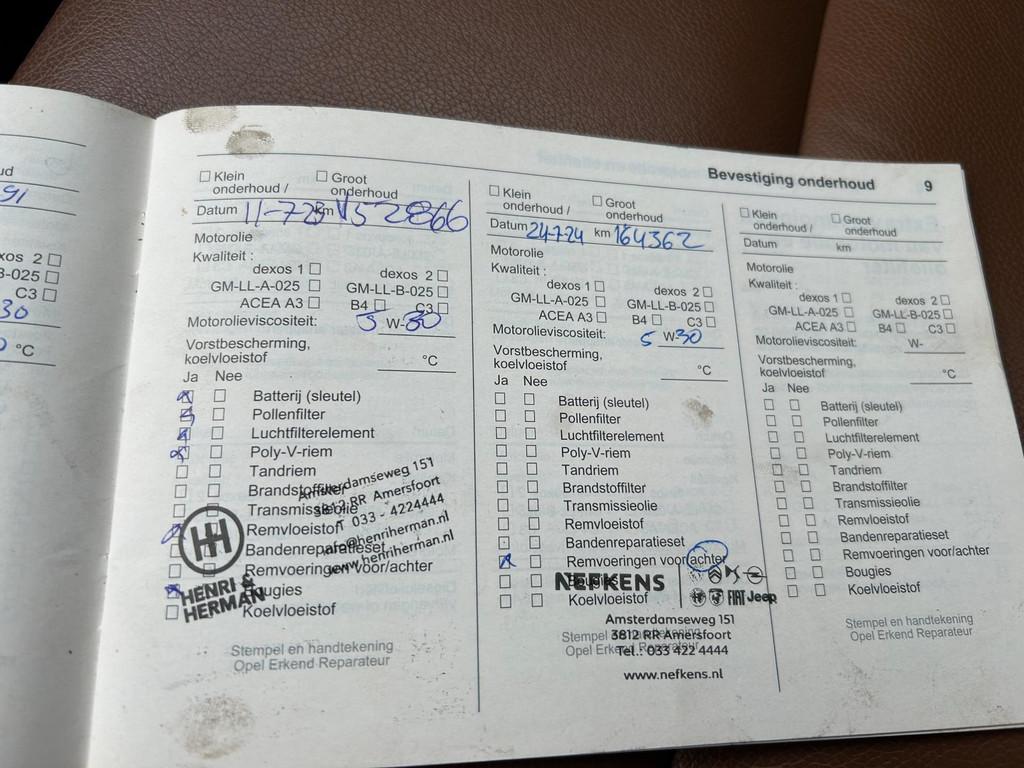 ud
91
xos 2
B-025
C3
30
°C
Bevestiging onderhoud 9
Klein onderhoud / Groot onderhoud
Datum 11-7-23 km 152866
Motorolie
Kwaliteit :
dexos 1 dexos 2
GM-LL-A-025 GM-LL-B-025
ACEA A3 B4 C3
Motorolieviscositeit: 5 W-30
Vorstbescherming,
koelvloeistof °C
Ja Nee
Batterij (sleutel)
Pollenfilter
Luchtfilterelement
Poly-V-riem
Tandriem
Brandstoffilter
Transmissieolie
Remvloeistof
Bandenreparatieset
Remvoeringen voor/achter
Bougies
Koelvloeistof
HENRI &
HERMAN
Amsterdamseweg 151
3812 RR Amersfoort
T 033 - 4224444
info@henriherman.nl
www.henriherman.nl
Stempel en handtekening
Opel Erkend Reparateur
Klein onderhoud / Groot onderhoud
Datum 24-7-24 km 164362
Motorolie
Kwaliteit :
dexos 1 dexos 2
GM-LL-A-025 GM-LL-B-025
ACEA A3 B4 C3
Motorolieviscositeit: 5 W-30
Vorstbescherming,
koelvloeistof °C
Ja Nee
Batterij (sleutel)
Pollenfilter
Luchtfilterelement
Poly-V-riem
Tandriem
Brandstoffilter
Transmissieolie
Remvloeistof
Bandenreparatieset
Remvoeringen voor/achter
Bougies
Koelvloeistof
NEFKENS
FIAT Jeep
Amsterdamseweg 151
3812 RR Amersfoort
Tel.: 033 422 4444
www.nefkens.nl
Stempel en handtekening
Opel Erkend Reparateur
Klein onderhoud / Groot onderhoud
Datum km
Motorolie
Kwaliteit :
dexos 1 dexos 2
GM-LL-A-025 GM-LL-B-025
ACEA A3 B4 C3
Motorolieviscositeit: W-
Vorstbescherming,
koelvloeistof °C
Ja Nee
Batterij (sleutel)
Pollenfilter
Luchtfilterelement
Poly-V-riem
Tandriem
Brandstoffilter
Transmissieolie
Remvloeistof
Bandenreparatieset
Remvoeringen voor/achter
Bougies
Koelvloeistof
Stempel en handtekening
Opel Erkend Reparateur